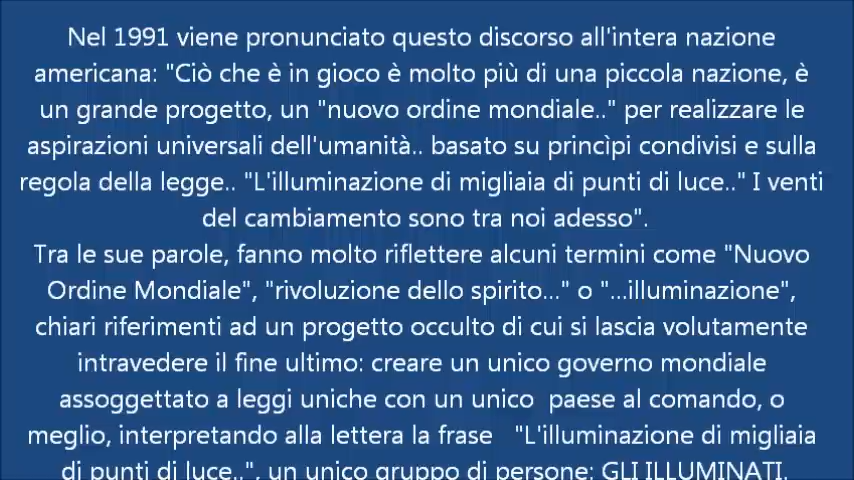 Nel 1991 viene pronunciato questo discorso all'intera nazione
americana: "Ciò che è in gioco è molto più di una piccola nazione, è
un grande progetto, un "nuovo ordine mondiale.." per realizzare le
aspirazioni universali dell'umanità.. basato su princìpi condivisi e sulla
regola della legge.. "L'illuminazione di migliaia di punti di luce.." I venti
del cambiamento sono tra noi adesso".
Tra le sue parole, fanno molto riflettere alcuni termini come "Nuovo
Ordine Mondiale", "rivoluzione dello spirito..." o "...illuminazione",
chiari riferimenti ad un progetto occulto di cui si lascia volutamente
intravedere il fine ultimo: creare un unico governo mondiale
assoggettato a leggi uniche con un unico  paese al comando, o
meglio, interpretando alla lettera la frase   "L'illuminazione di migliaia
di punti di luce..", un unico gruppo di persone: GLI ILLUMINATI.